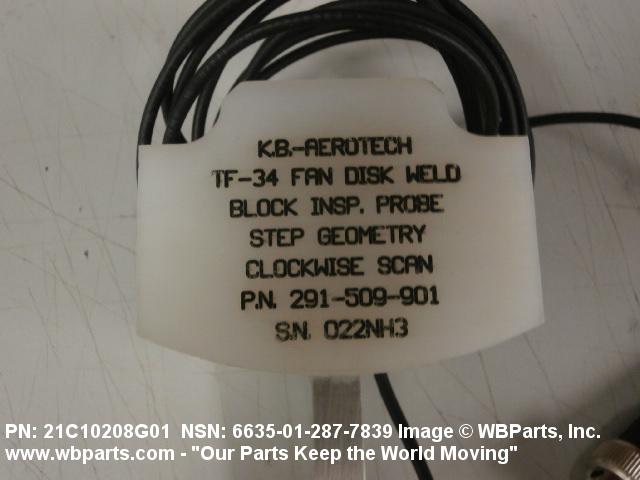 K.B.-AEROTECH
TF-34 FAN DISK WELD
BLOCK INSP. PROBE
STEP GEOMETRY
CLOCKWISE SCAN
P.N. 291-509-901
S.N. 022NH3
PN: 21C10208G01 NSN: 6635-01-287-7839 Image © WBParts, Inc.
www.wbparts.com - "Our Parts Keep the World Moving"